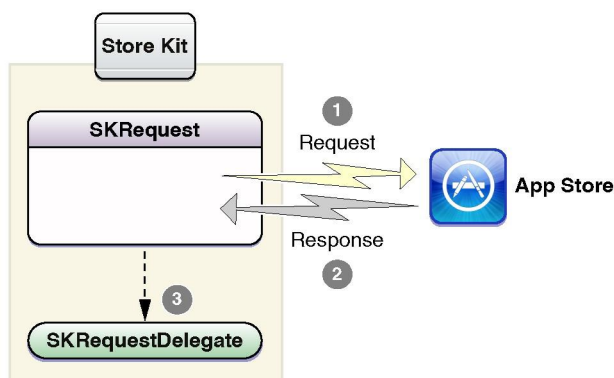 Store Kit
SKRequest
1
Request
App Store
Response
2
3
SKRequestDelegate